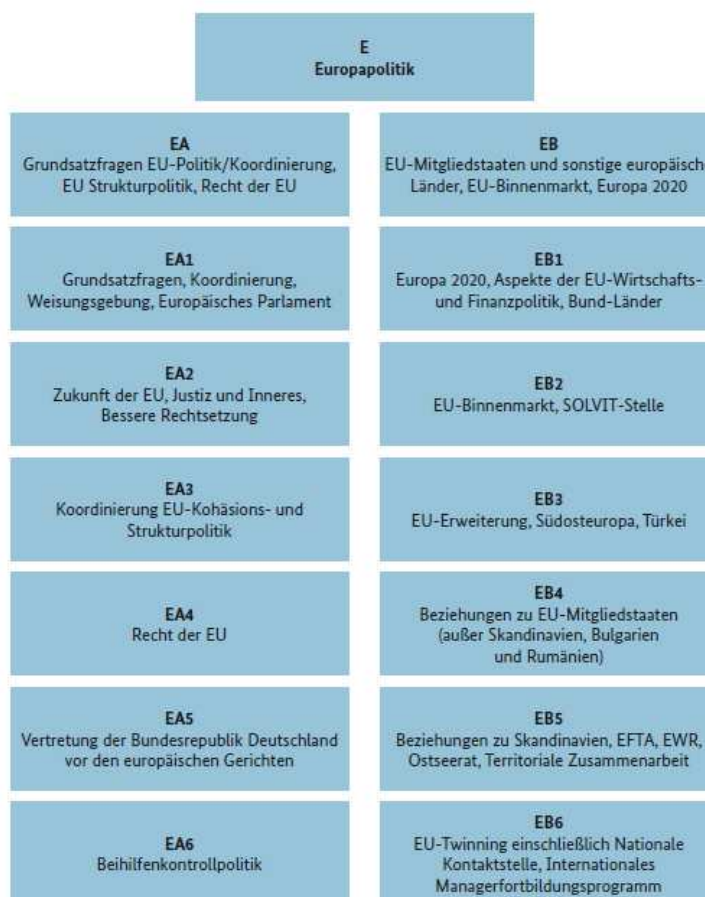 E
Europapolitik
EA
Grundsatzfragen EU-Politik/Koordinierung,
EU Strukturpolitik, Recht der EU
EB
EU-Mitgliedstaaten und sonstige europäisch
Länder, EU-Binnenmarkt, Europa 2020
EA1
Grundsatzfragen, Koordinierung,
Weisungsgebung, Europäisches Parlament
EB1
Europa 2020, Aspekte der EU-Wirtschafts-
und Finanzpolitik, Bund-Länder
EA2
Zukunft der EU, Justiz und Inneres,
Bessere Rechtsetzung
EB2
EU-Binnenmarkt, SOLVIT-Stelle
EA3
Koordinierung EU-Kohäsions- und
Strukturpolitik
EB3
EU-Erweiterung, Südosteuropa, Türkei
EA4
Recht der EU
EB4
Beziehungen zu EU-Mitgliedstaaten
(außer Skandinavien, Bulgarien
und Rumänien)
EA5
Vertretung der Bundesrepublik Deutschland
vor den europäischen Gerichten
EB5
Beziehungen zu Skandinavien, EFTA, EWR,
Ostseerat, Territoriale Zusammenarbeit
EA6
Beihilfenkontrollpolitik
EB6
EU-Twinning einschließlich Nationale
Kontaktstelle, Internationales
Managerfortbildungsprogramm